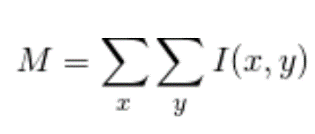 M = ∑_x ∑_y I(x, y)